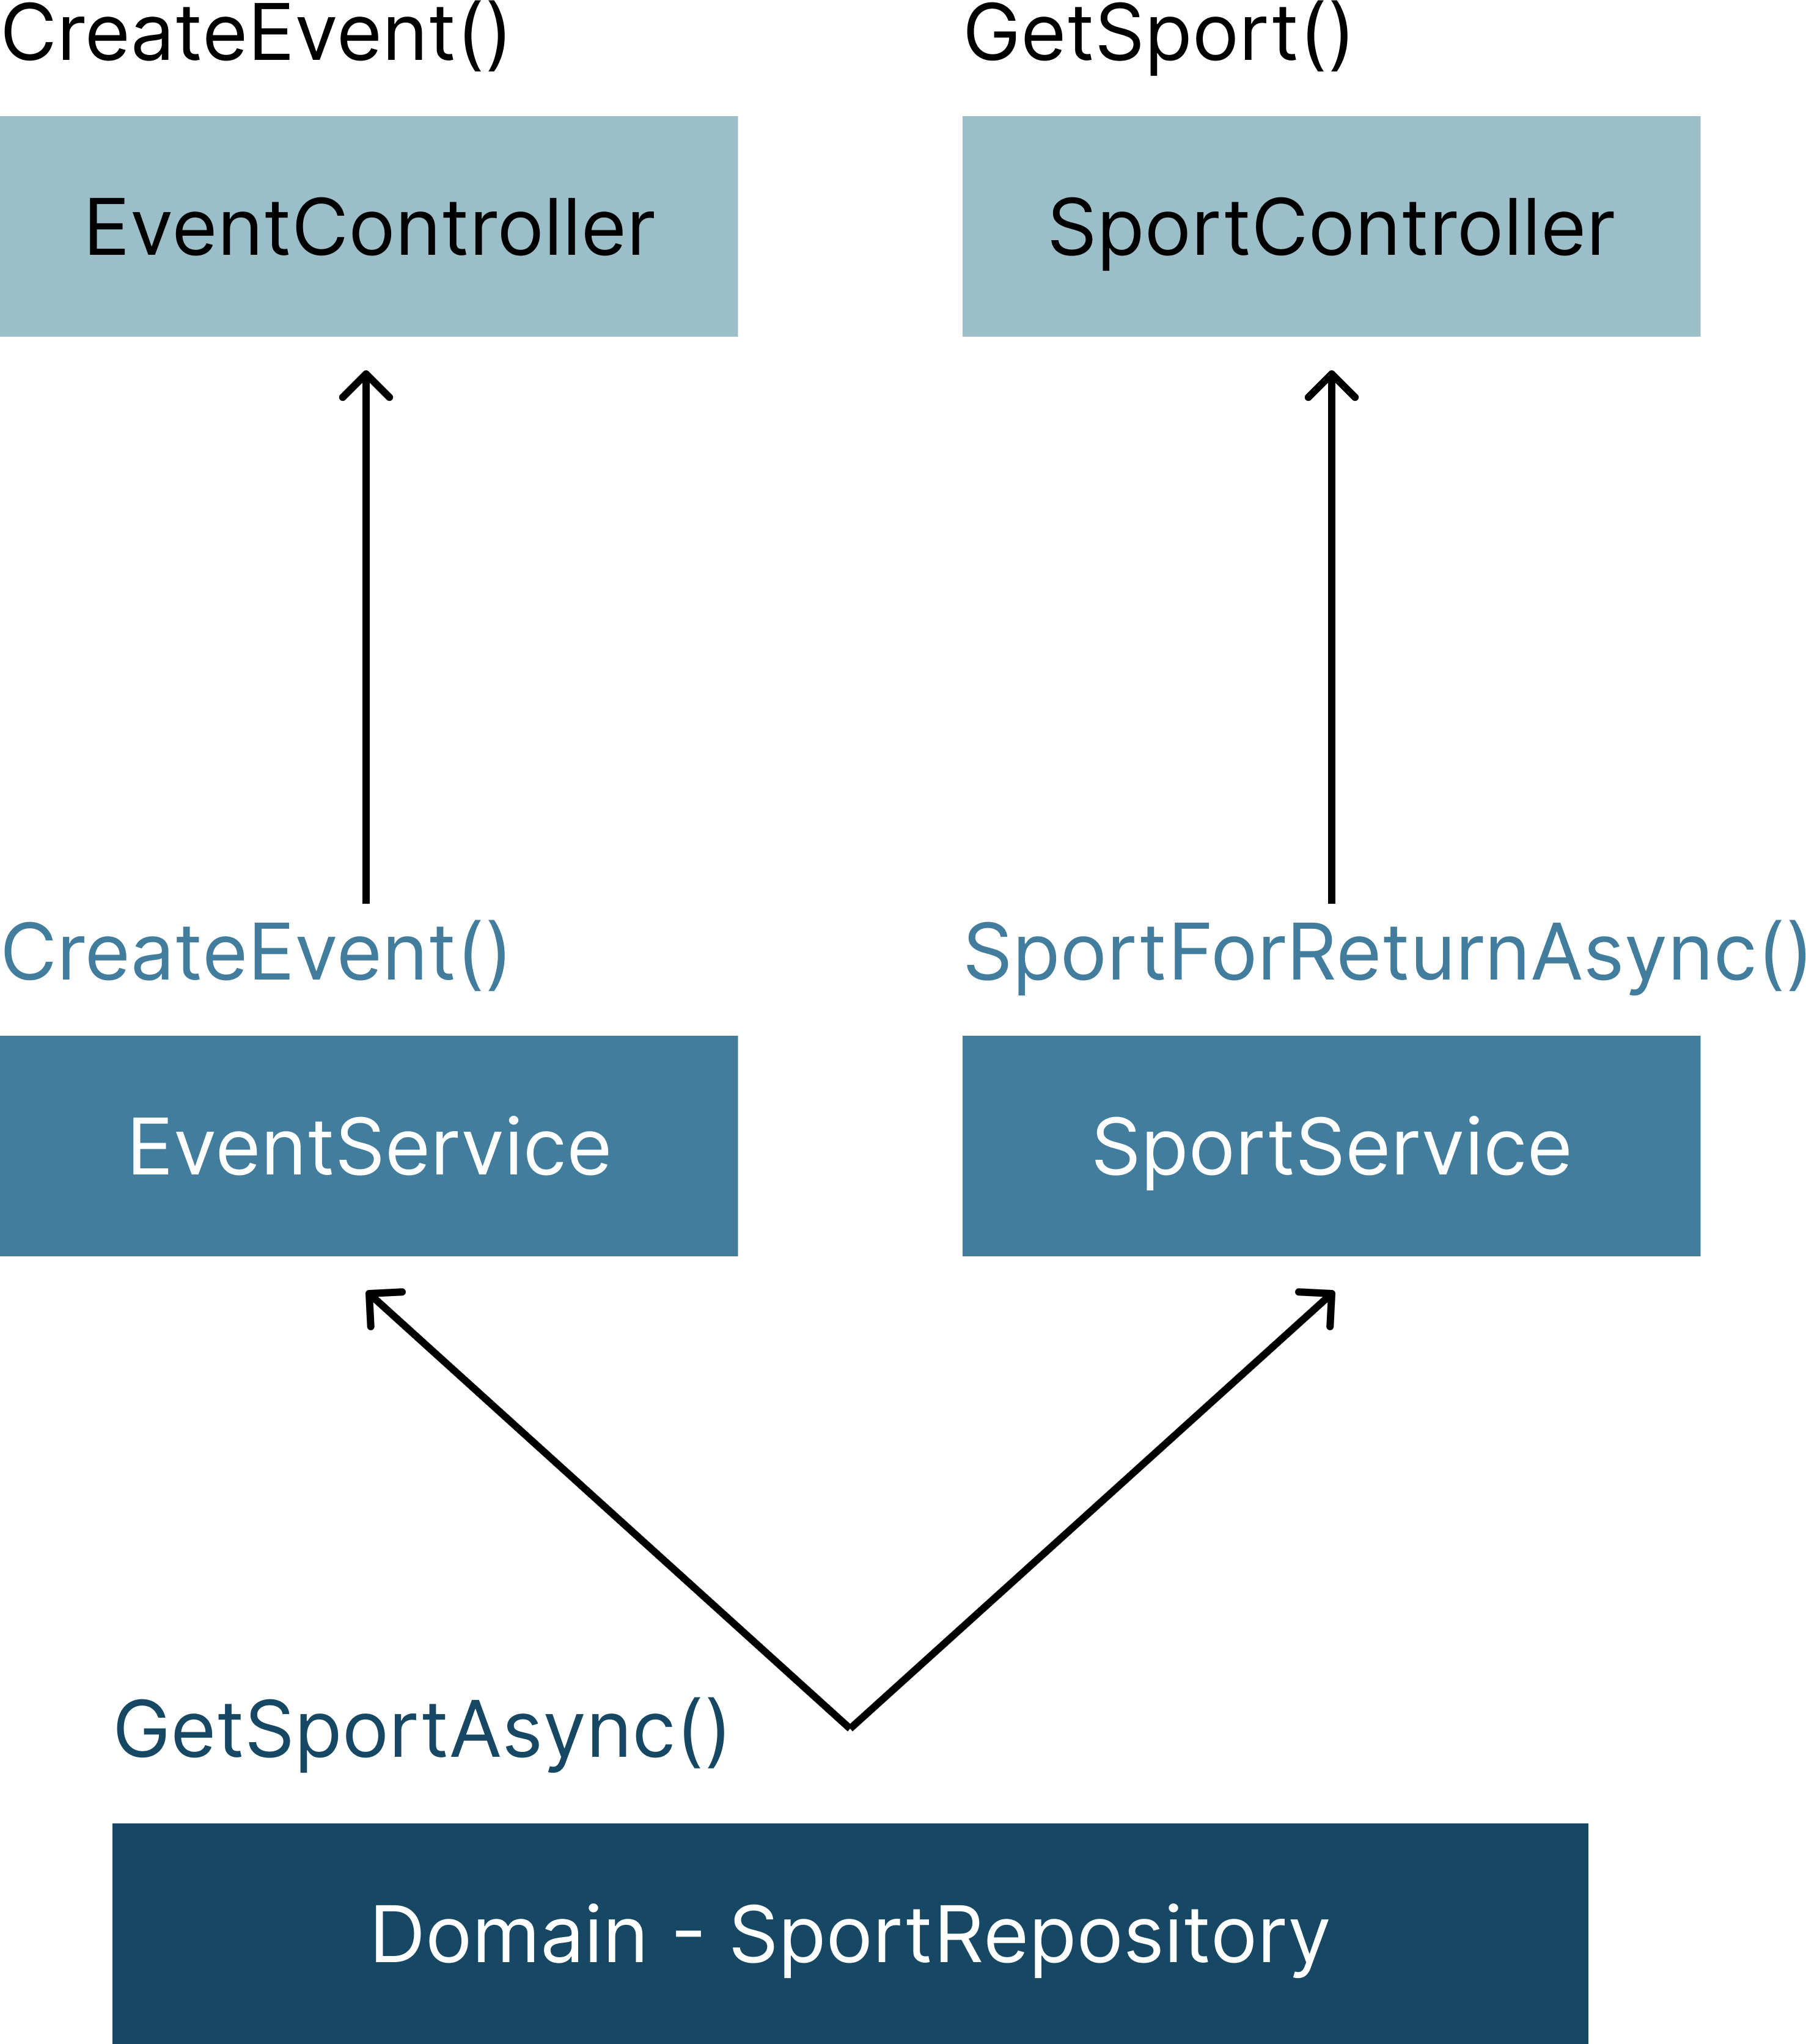 CreateEvent()
GetSport()
EventController
SportController
CreateEvent()
SportForReturnAsync()
EventService
SportService
GetSportAsync()
Domain - SportRepository